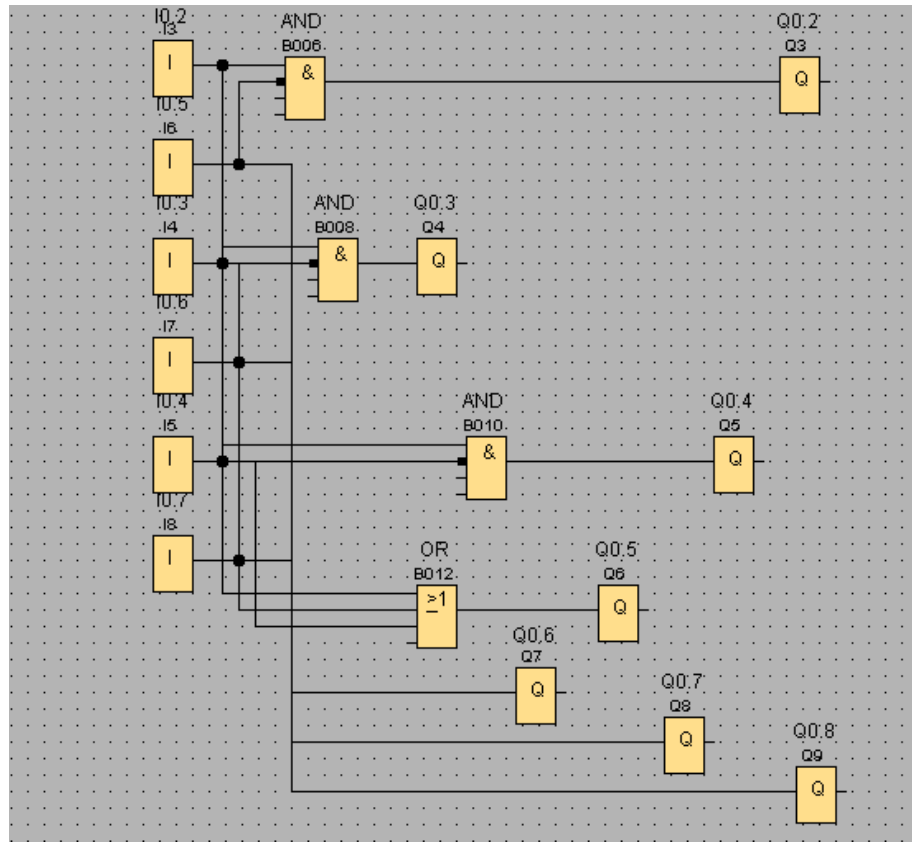 I0.2
I3
I
I0.5
I6
I
I0.3
I4
I
I0.6
I7
I
I0.4
I5
I
I0.7
I8
I
AND
B006
&
Q0.2
Q3
Q
AND
B008
&
Q0.3
Q4
Q
AND
B010
&
Q0.4
Q5
Q
OR
B012
≥1
Q0.5
Q6
Q
Q0.6
Q7
Q
Q0.7
Q8
Q
Q0.8
Q9
Q